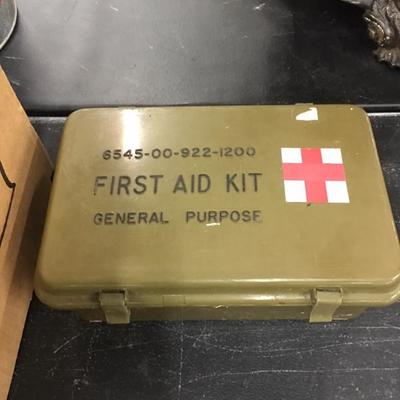 6545-00-922-1200
FIRST AID KIT
GENERAL PURPOSE